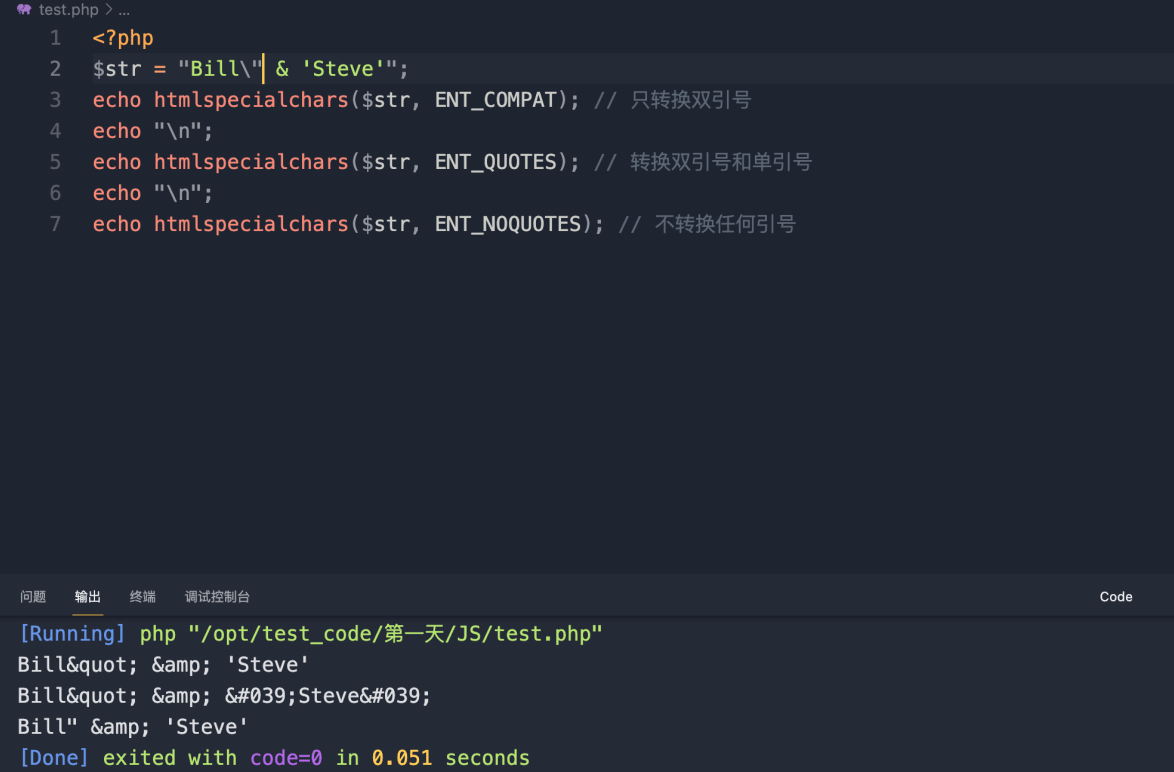 test.php > ...
1 <?php
2 $str = "Bill\" & 'Steve'";
3 echo htmlspecialchars($str, ENT_COMPAT); // 只转换双引号
4 echo "\n";
5 echo htmlspecialchars($str, ENT_QUOTES); // 转换双引号和单引号
6 echo "\n";
7 echo htmlspecialchars($str, ENT_NOQUOTES); // 不转换任何引号
问题 输出 终端 调试控制台 Code
[Running] php "/opt/test_code/第一天/JS/test.php"
Bill&quot; &amp; 'Steve'
Bill&quot; &amp; &#039;Steve&#039;
Bill" &amp; 'Steve'
[Done] exited with code=0 in 0.051 seconds